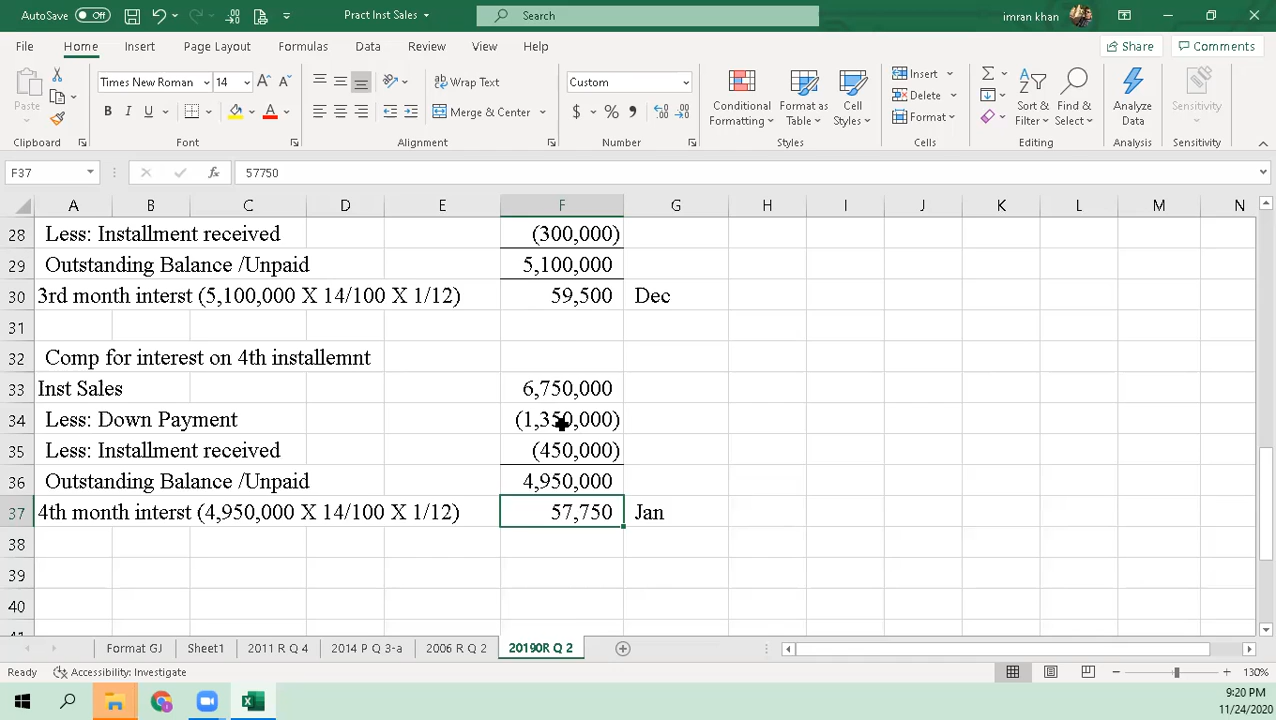 AutoSave Off Pract Inst Sales Search imran khan
File Home Insert Page Layout Formulas Data Review View Help Share Comments
Times New Roman 14 Wrap Text Custom Insert
Paste Merge & Center Conditional Formatting Format as Table Cell Styles Delete Format Sort & Filter Find & Select Analyze Data Sensitivity
Clipboard Font Alignment Number Styles Cells Editing Analysis Sensitivity
F37 fx 57750
A B C D E F G H I J K L M N
28 Less: Installment received (300,000)
29 Outstanding Balance /Unpaid 5,100,000
30 3rd month interst (5,100,000 X 14/100 X 1/12) 59,500 Dec
31
32 Comp for interest on 4th installemnt
33 Inst Sales 6,750,000
34 Less: Down Payment (1,350,000)
35 Less: Installment received (450,000)
36 Outstanding Balance /Unpaid 4,950,000
37 4th month interst (4,950,000 X 14/100 X 1/12) 57,750 Jan
38
39
40
Format GJ Sheet1 2011 R Q 4 2014 P Q 3-a 2006 R Q 2 20190R Q 2
Ready Accessibility: Investigate 130%
9:20 PM
11/24/2020